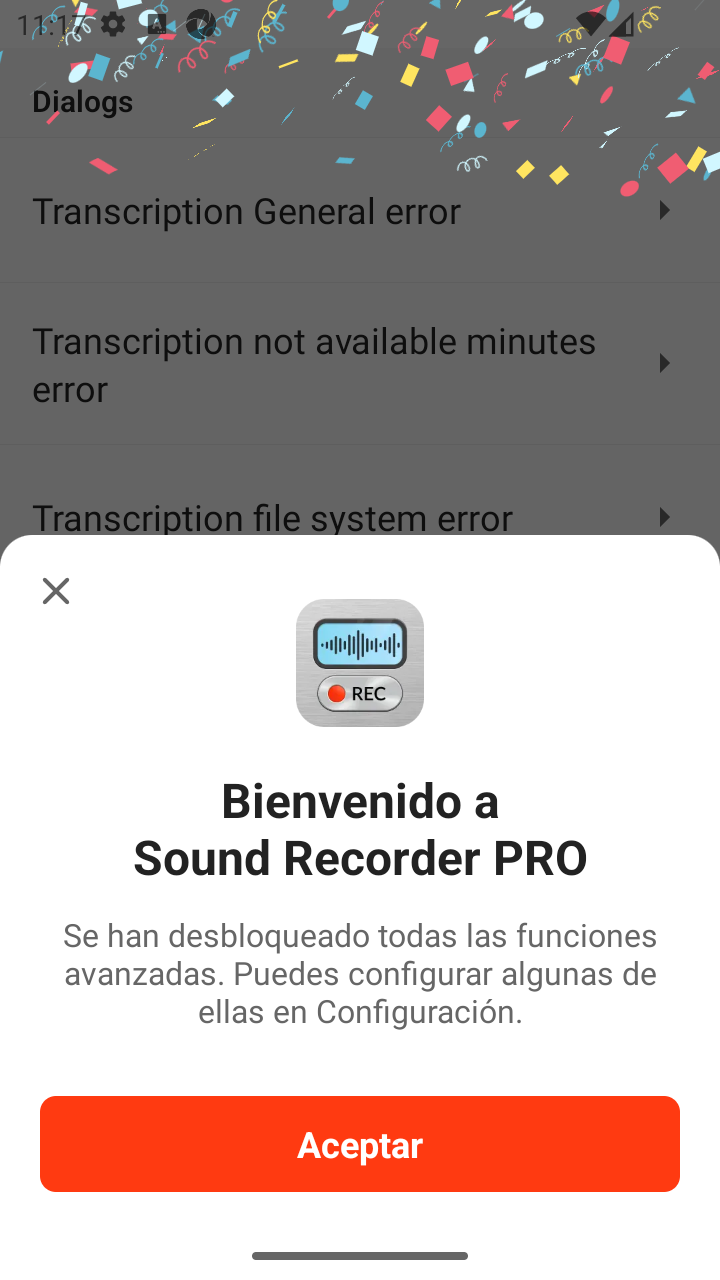 11:17
Dialogs
Transcription General error
Transcription not available minutes
error
Transcription file system error
REC
Bienvenido a
Sound Recorder PRO
Se han desbloqueado todas las funciones
avanzadas. Puedes configurar algunas de
ellas en Configuración.
Aceptar